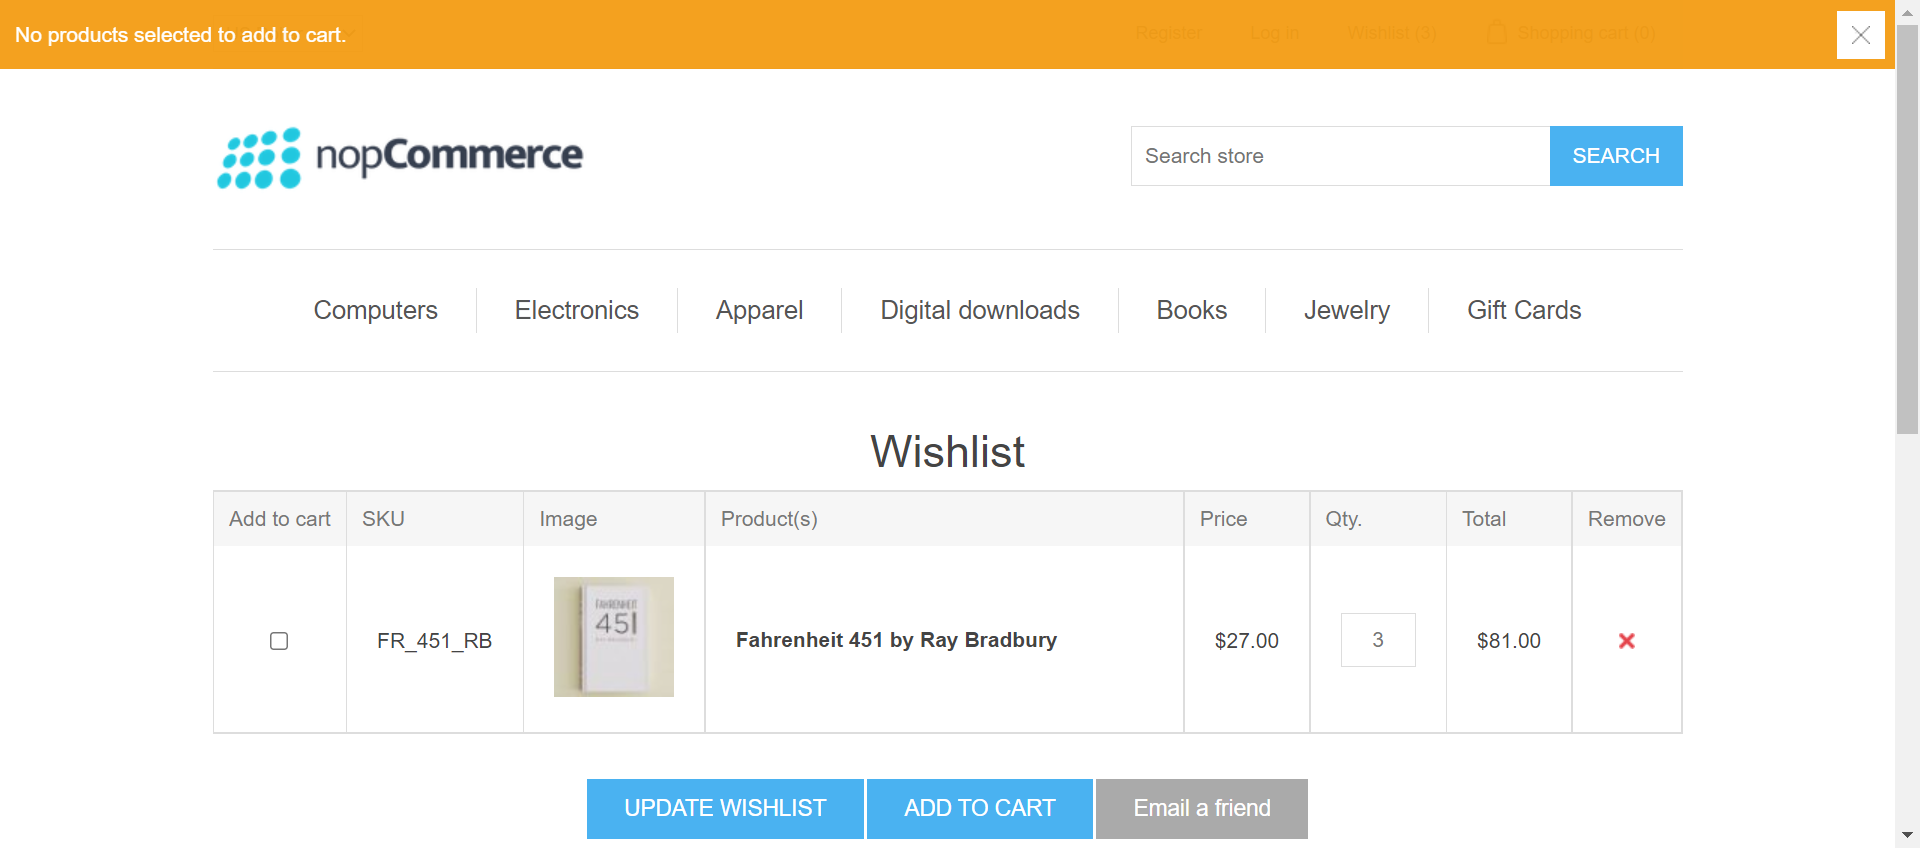 No products selected to add to cart.
Register Log in Wishlist (3) Shopping cart (0)
nopCommerce
Search store SEARCH
Computers Electronics Apparel Digital downloads Books Jewelry Gift Cards
Wishlist
Add to cart SKU Image Product(s) Price Qty. Total Remove
FAHRENHEIT
451
FR_451_RB Fahrenheit 451 by Ray Bradbury $27.00 3 $81.00
UPDATE WISHLIST ADD TO CART Email a friend